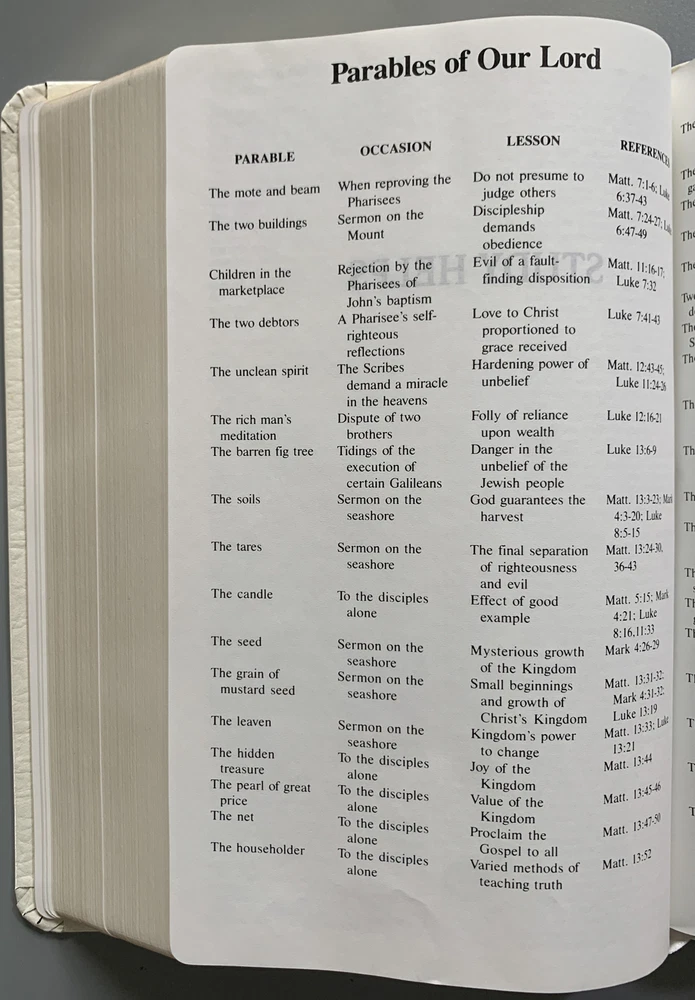 Parables of Our Lord
PARABLE OCCASION LESSON REFERENCE
The mote and beam When reproving the Do not presume to Matt. 7:1-6; Luke
Pharisees judge others 6:37-43
The two buildings Sermon on the Discipleship Matt. 7:24-27;
Mount demands 6:47-49
obedience
Children in the Rejection by the Evil of a fault- Matt. 11:16-17;
marketplace Pharisees of finding disposition Luke 7:32
John's baptism
The two debtors A Pharisee's self- Love to Christ Luke 7:41-43
righteous proportioned to
reflections grace received
The unclean spirit The Scribes Hardening power of Matt. 12:43-45;
demand a miracle unbelief Luke 11:24-26
in the heavens
The rich man's Dispute of two Folly of reliance Luke 12:16-21
meditation brothers upon wealth
The barren fig tree Tidings of the Danger in the Luke 13:6-9
execution of unbelief of the
certain Galileans Jewish people
The soils Sermon on the God guarantees the Matt. 13:3-23; Mark
seashore harvest 4:3-20; Luke
8:5-15
The tares Sermon on the The final separation Matt. 13:24-30,
seashore of righteousness 36-43
and evil
The candle To the disciples Effect of good Matt. 5:15; Mark
alone example 4:21; Luke
8:16,11:33
The seed Sermon on the Mysterious growth Mark 4:26-29
seashore of the Kingdom
The grain of Sermon on the Small beginnings Matt. 13:31-32;
mustard seed seashore and growth of Mark 4:31-32;
Christ's Kingdom Luke 13:19
The leaven Sermon on the Kingdom's power Matt. 13:33; Luke
seashore to change 13:21
The hidden To the disciples Joy of the Matt. 13:44
treasure alone Kingdom
The pearl of great To the disciples Value of the Matt. 13:45-46
price alone Kingdom
The net To the disciples Proclaim the Matt. 13:47-50
alone Gospel to all
The householder To the disciples Varied methods of Matt. 13:52
alone teaching truth